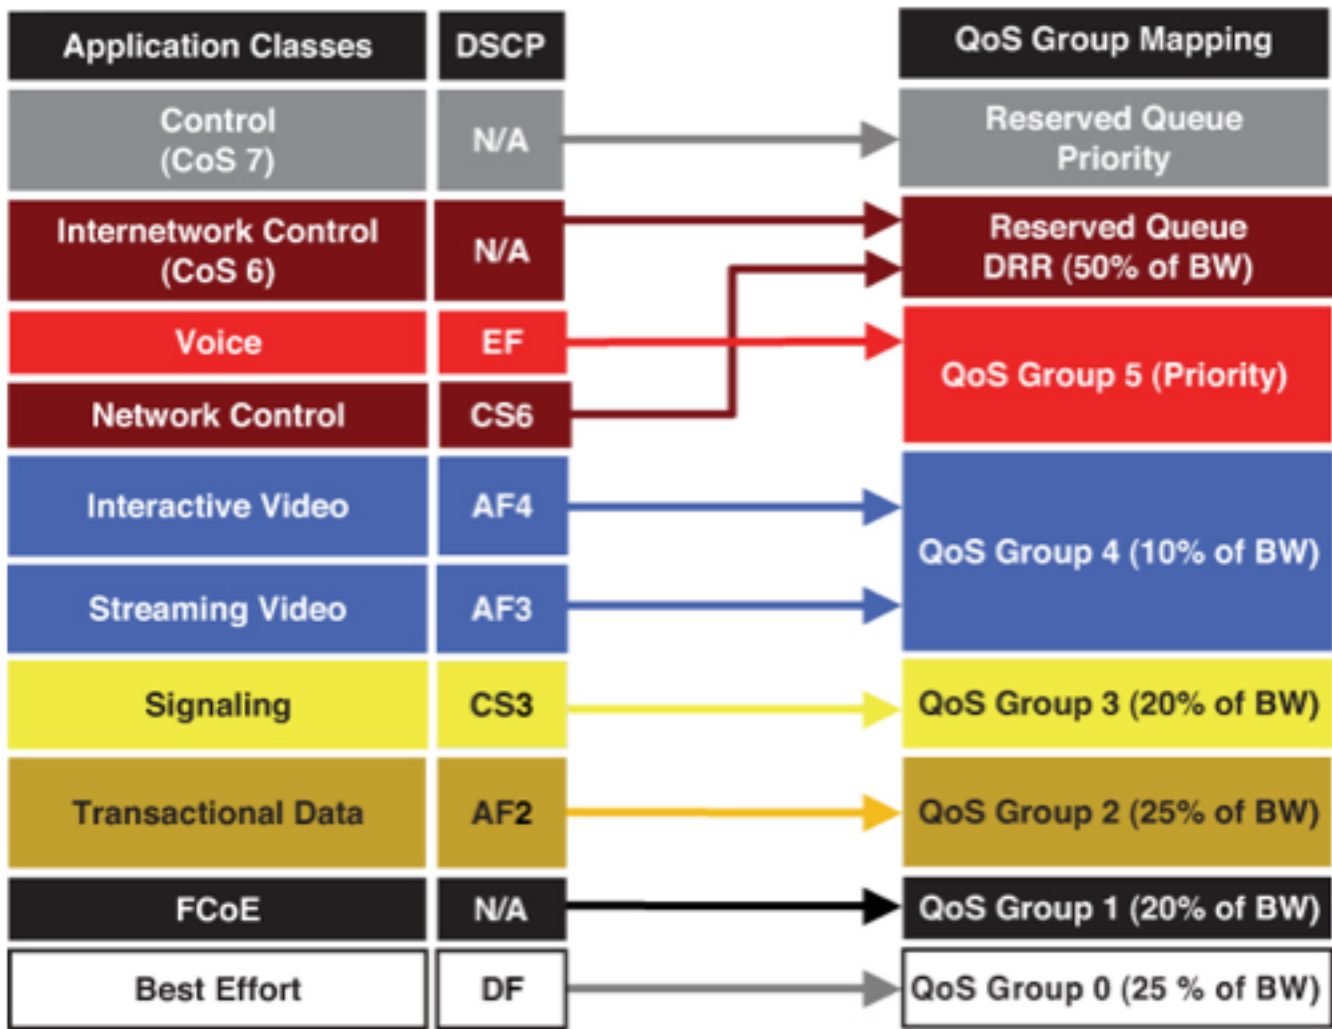 Application Classes DSCP QoS Group Mapping
Control
(CoS 7)
N/A
Reserved Queue
Priority
Internetwork Control
(CoS 6)
N/A
Reserved Queue
DRR (50% of BW)
Voice EF
QoS Group 5 (Priority)
Network Control CS6
Interactive Video AF4
QoS Group 4 (10% of BW)
Streaming Video AF3
Signaling CS3 QoS Group 3 (20% of BW)
Transactional Data AF2 QoS Group 2 (25% of BW)
FCoE N/A QoS Group 1 (20% of BW)
Best Effort DF QoS Group 0 (25 % of BW)